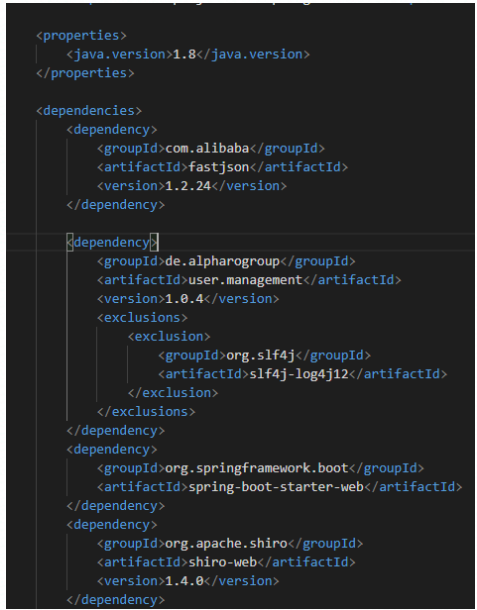 <properties>
<java.version>1.8</java.version>
</properties>
<dependencies>
<dependency>
<groupId>com.alibaba</groupId>
<artifactId>fastjson</artifactId>
<version>1.2.24</version>
</dependency>
<dependency>
<groupId>de.alpharogroup</groupId>
<artifactId>user.management</artifactId>
<version>1.0.4</version>
<exclusions>
<exclusion>
<groupId>org.slf4j</groupId>
<artifactId>slf4j-log4j12</artifactId>
</exclusion>
</exclusions>
</dependency>
<dependency>
<groupId>org.springframework.boot</groupId>
<artifactId>spring-boot-starter-web</artifactId>
</dependency>
<dependency>
<groupId>org.apache.shiro</groupId>
<artifactId>shiro-web</artifactId>
<version>1.4.0</version>
</dependency>